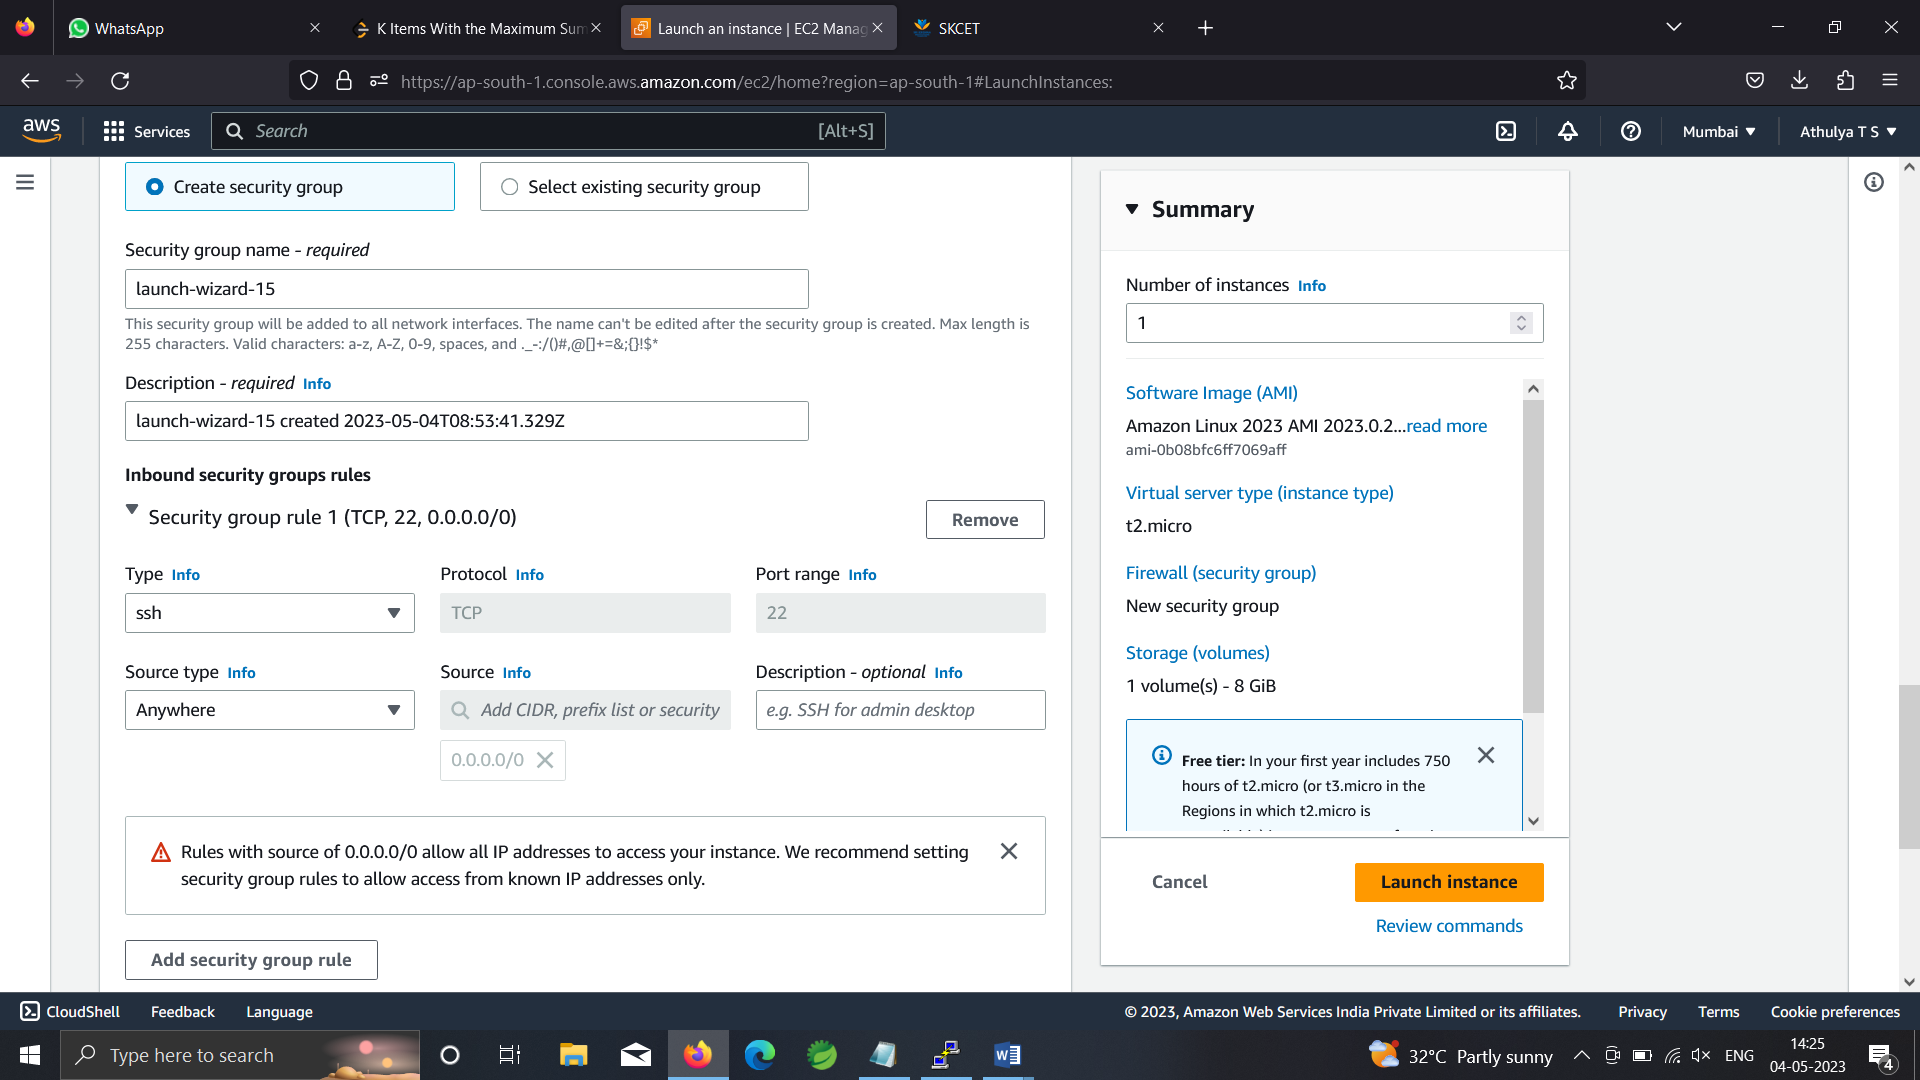 WhatsApp
K Items With the Maximum Sum
Launch an instance | EC2 Manag
SKCET
https://ap-south-1.console.aws.amazon.com/ec2/home?region=ap-south-1#LaunchInstances:
aws
Services
Search
[Alt+S]
Mumbai
Athulya T S
Create security group
Select existing security group
Security group name - required
launch-wizard-15
This security group will be added to all network interfaces. The name can't be edited after the security group is created. Max length is
255 characters. Valid characters: a-z, A-Z, 0-9, spaces, and ._-:/()#,@[]+=&;{}!$*
Description - required Info
launch-wizard-15 created 2023-05-04T08:53:41.329Z
Inbound security groups rules
Security group rule 1 (TCP, 22, 0.0.0.0/0)
Remove
Type Info
Protocol Info
Port range Info
ssh
TCP
22
Source type Info
Source Info
Description - optional Info
Anywhere
Add CIDR, prefix list or security
e.g. SSH for admin desktop
0.0.0.0/0
Rules with source of 0.0.0.0/0 allow all IP addresses to access your instance. We recommend setting
security group rules to allow access from known IP addresses only.
Add security group rule
Summary
Number of instances Info
1
Software Image (AMI)
Amazon Linux 2023 AMI 2023.0.2...read more
ami-0b08bfc6ff7069aff
Virtual server type (instance type)
t2.micro
Firewall (security group)
New security group
Storage (volumes)
1 volume(s) - 8 GiB
Free tier: In your first year includes 750
hours of t2.micro (or t3.micro in the
Regions in which t2.micro is
Cancel
Launch instance
Review commands
CloudShell
Feedback
Language
© 2023, Amazon Web Services India Private Limited or its affiliates.
Privacy
Terms
Cookie preferences
Type here to search
32°C Partly sunny
ENG
14:25
04-05-2023
4